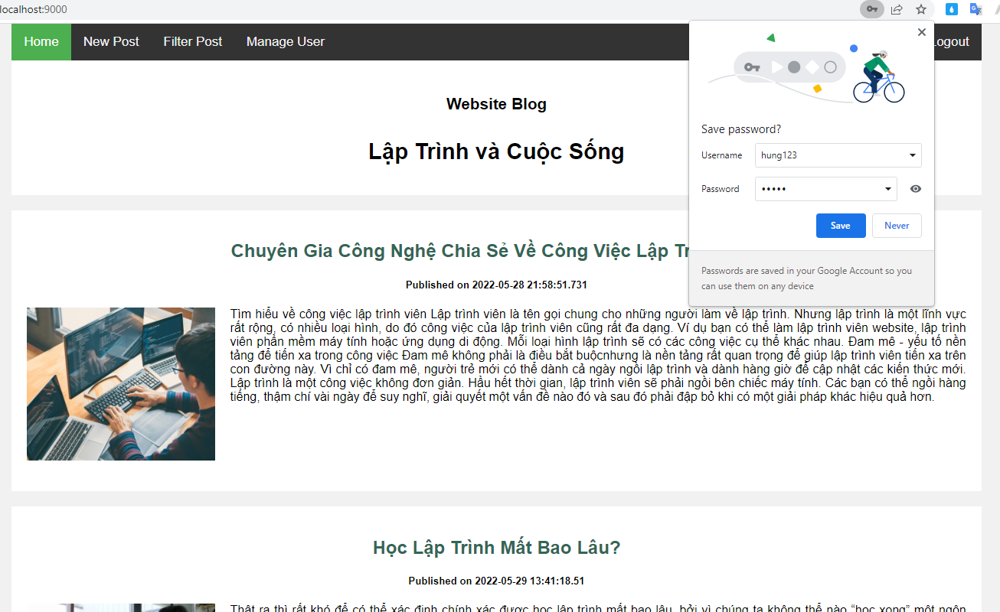 localhost:9000
Home New Post Filter Post Manage User
Website Blog
Lập Trình và Cuộc Sống
Save password?
Username hung123
Password •••••
Save Never
Passwords are saved in your Google Account so you
can use them on any device
Chuyên Gia Công Nghệ Chia Sẻ Về Công Việc Lập
Published on 2022-05-28 21:58:51.731
Tìm hiểu về công việc lập trình viên Lập trình viên là tên gọi chung cho những người làm về lập trình. Nhưng lập trình là một lĩnh vực
rất rộng, có nhiều loại hình, do đó công việc của lập trình viên cũng rất đa dạng. Ví dụ bạn có thể làm lập trình viên website, lập trình
viên phần mềm máy tính hoặc ứng dụng di động. Mỗi loại hình lập trình sẽ có các công việc cụ thể khác nhau. Đam mê - yếu tố nền
tảng để tiến xa trong công việc Đam mê không phải là điều bắt buộcnhưng là nền tảng rất quan trọng để giúp lập trình viên tiến xa trên
con đường này. Vì chỉ có đam mê, người trẻ mới có thể dành cả ngày ngồi lập trình và dành hàng giờ để cập nhật các kiến thức mới.
Lập trình là một công việc không đơn giản. Hầu hết thời gian, lập trình viên sẽ phải ngồi bên chiếc máy tính. Các bạn có thể ngồi hàng
tiếng, thậm chí vài ngày để suy nghĩ, giải quyết một vấn đề nào đó và sau đó phải đập bỏ khi có một giải pháp khác hiệu quả hơn.
Học Lập Trình Mất Bao Lâu?
Published on 2022-05-29 13:41:18.51
Thật ra thì rất khó để có thể xác định chính xác được học lập trình mất bao lâu, bởi vì chúng ta không thể nào “học xong” một ngôn